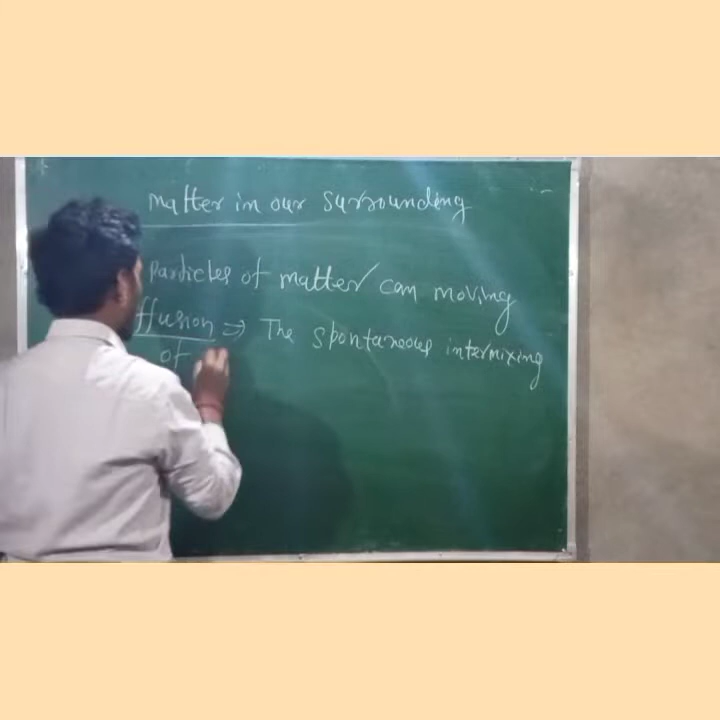 matter in our surrounding
Particles of matter can moving
ffusion ⇒ The spontaneous intermixing
of